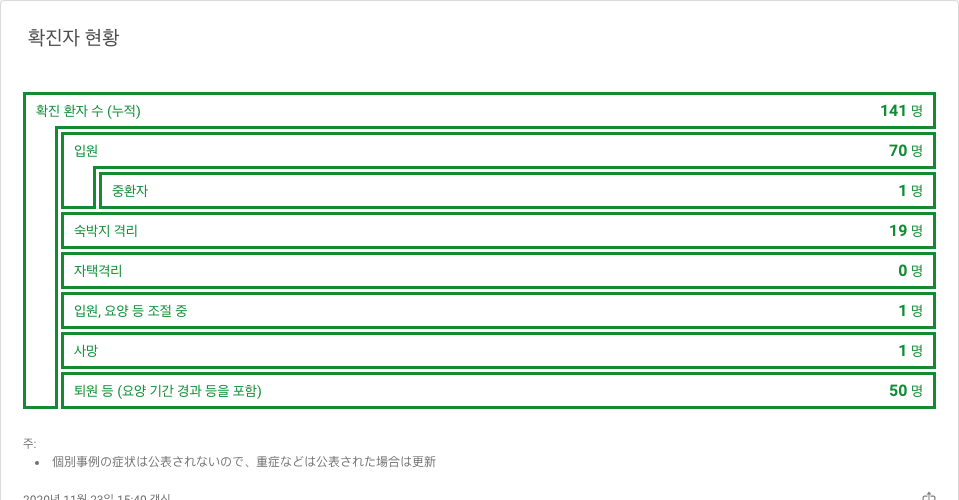 확진자 현황
확진 환자 수 (누적) 141 명
입원 70 명
중환자 1 명
숙박지 격리 19 명
자택격리 0 명
입원, 요양 등 조절 중 1 명
사망 1 명
퇴원 등 (요양 기간 경과 등을 포함) 50 명
주:
• 個別事例の症状は公表されないので、重症などは公表された場合は更新
2020년 11월 23일 15:40 갱신